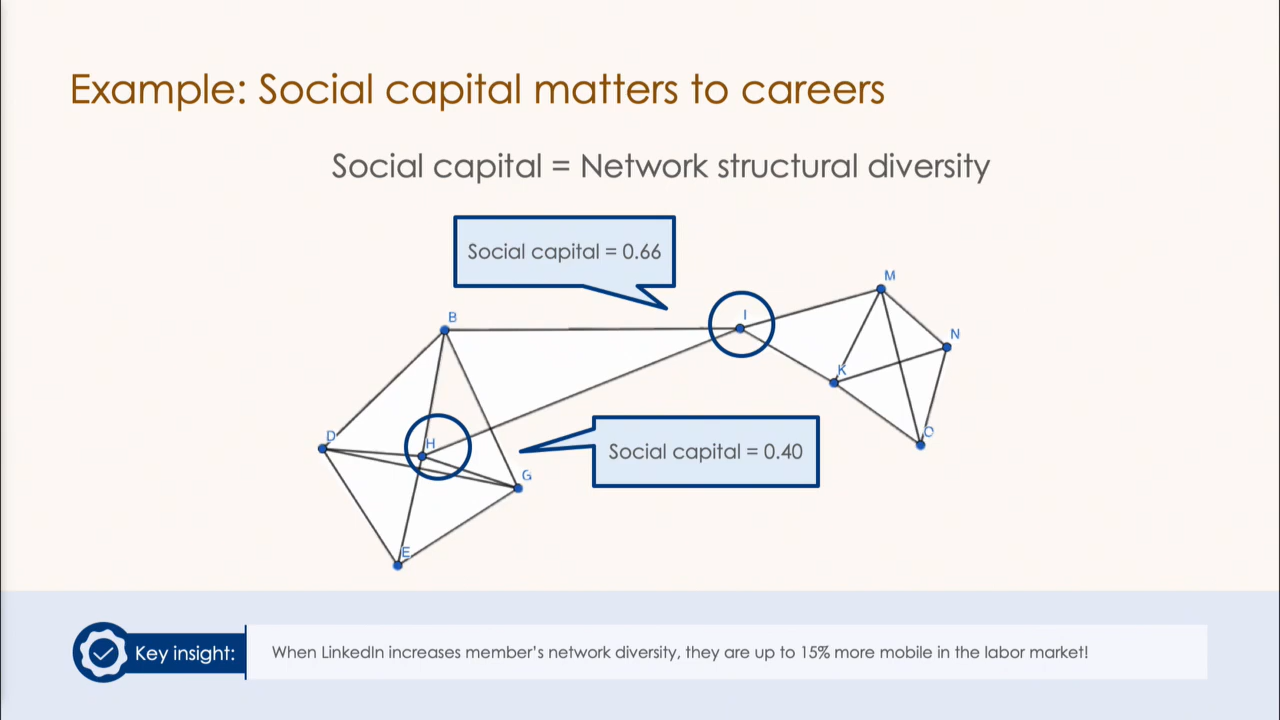 Example: Social capital matters to careers
Social capital = Network structural diversity
Social capital = 0.66
M
I
B
N
K
D
H
Social capital = 0.40
O
G
E
Key insight:
When LinkedIn increases member's network diversity, they are up to 15% more mobile in the labor market!